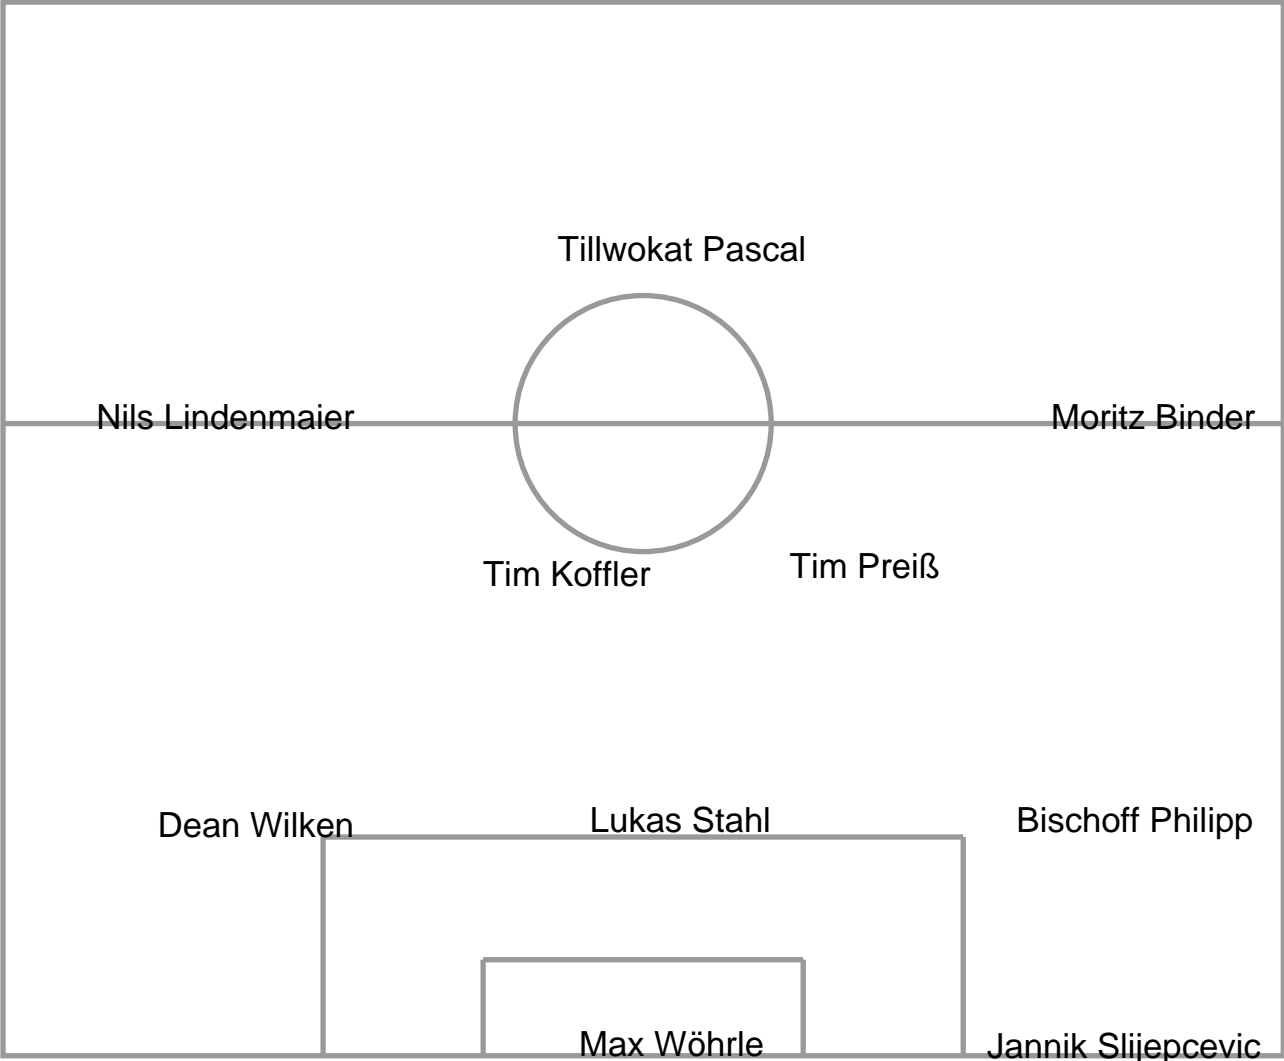 Tillwokat Pascal
Nils Lindenmaier
Moritz Binder
Tim Koffler
Tim Preiß
Dean Wilken
Lukas Stahl
Bischoff Philipp
Max Wöhrle
Jannik Slijepcevic